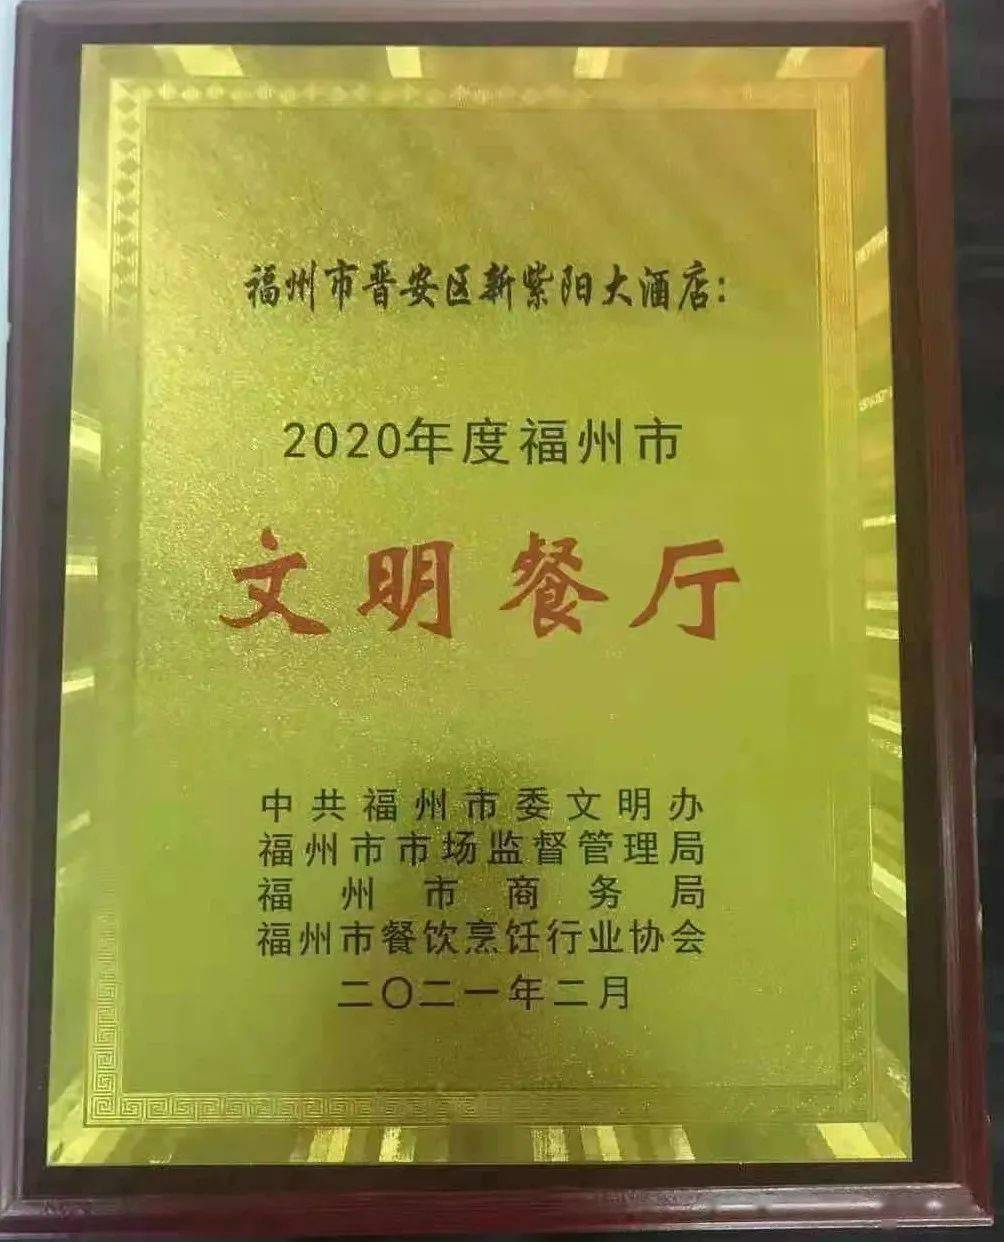 福州市晋安区新紫阳大酒店:
2020年度福州市
文明餐厅
中共福州市委文明办
福州市市场监督管理局
福州市商务局
福州市餐饮烹饪行业协会
二〇二一年二月